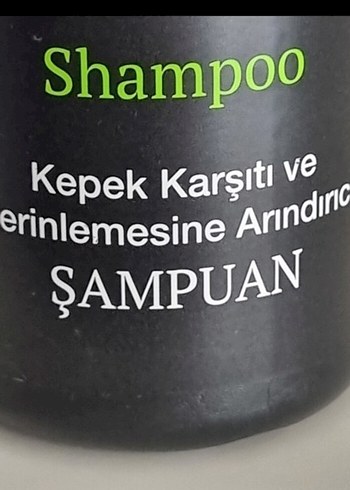 Shampoo
Kepek Karşıtı ve
erinlemesine Arındırıc
ŞAMPUAN